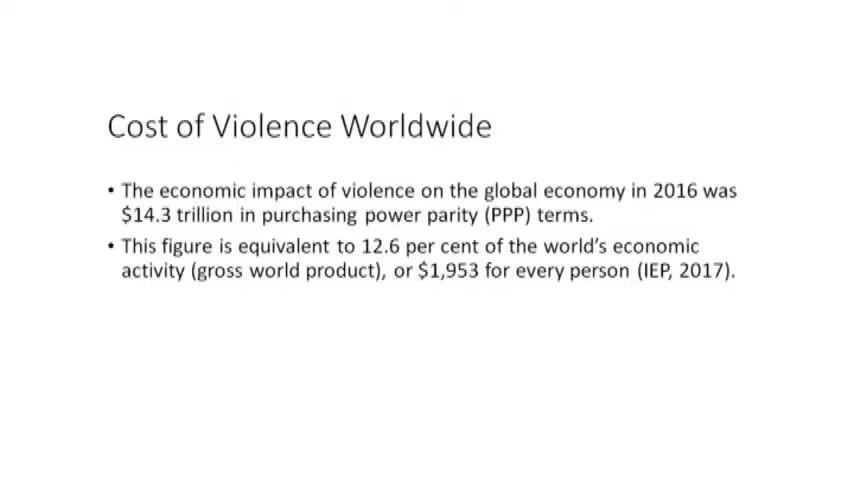 Cost of Violence Worldwide
• The economic impact of violence on the global economy in 2016 was
$14.3 trillion in purchasing power parity (PPP) terms.
• This figure is equivalent to 12.6 per cent of the world’s economic
activity (gross world product), or $1,953 for every person (IEP, 2017).